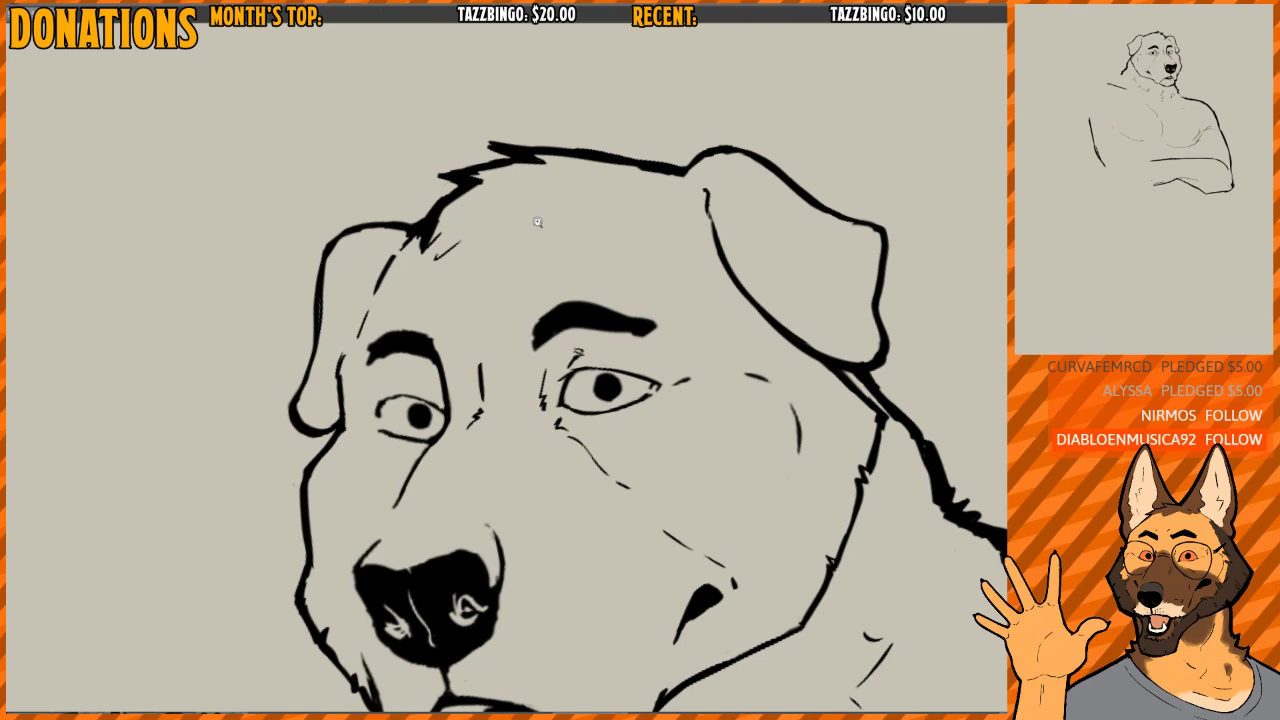 DONATIONS
MONTH'S TOP: TAZZBINGO: $20.00 RECENT: TAZZBINGO: $10.00
CURVAFEMRCD PLEDGED $5.00
ALYSSA PLEDGED $5.00
NIRMOS FOLLOW
DIABLOENMUSICA92 FOLLOW